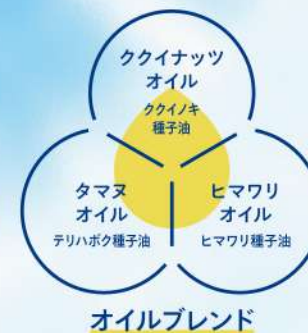 ククイナッツ
オイル
ククイノキ
種子油
タマヌ
オイル
テリハボク種子油
ヒマワリ
オイル
ヒマワリ種子油
オイルブレンド